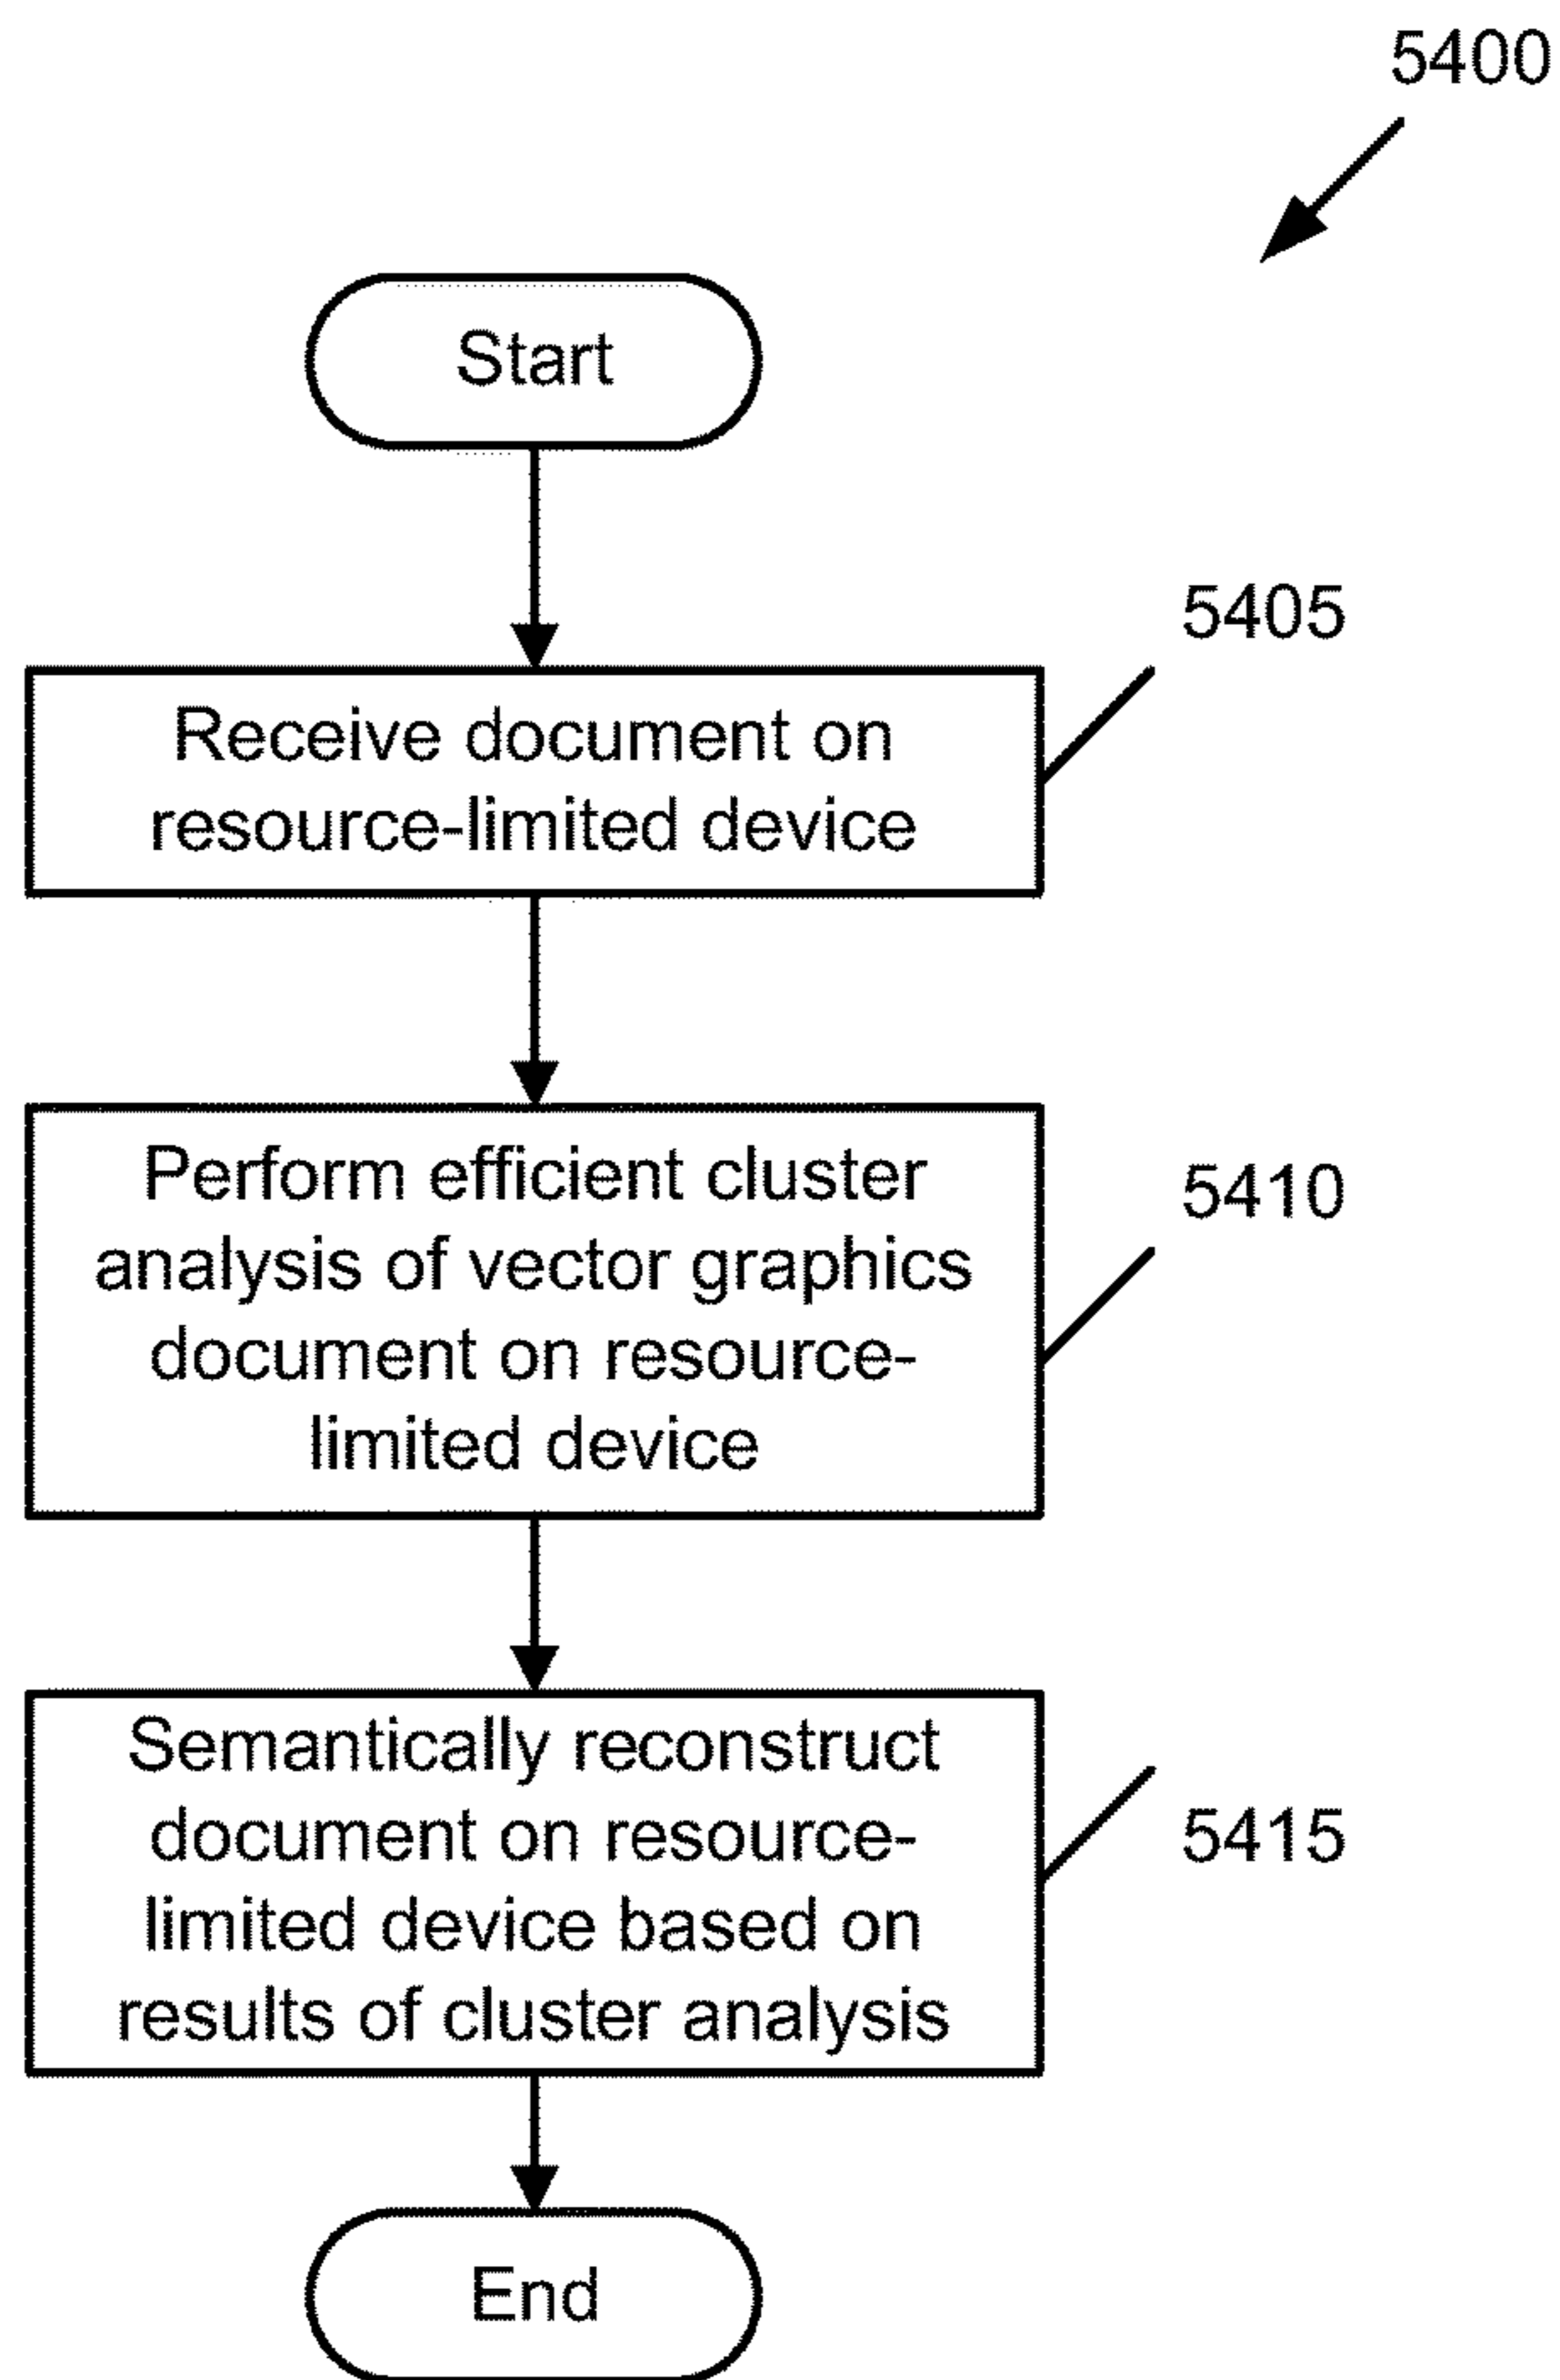 5400
Start
5405
Receive document on
resource-limited device
5410
Perform efficient cluster
analysis of vector graphics
document on resource-
limited device
Semantically reconstruct
document on resource-
limited device based on
results of cluster analysis
5415
End